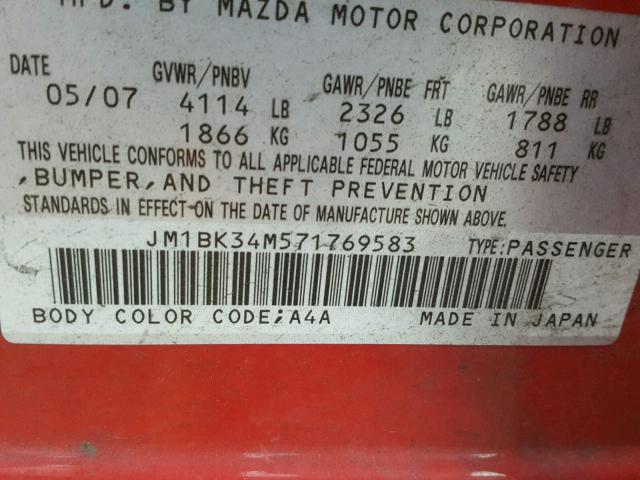 MFD. BY MAZDA MOTOR CORPORATION
DATE GVWR/PNBV GAWR/PNBE FRT GAWR/PNBE RR
05/07 4114 LB 2326 LB 1788 LB
1866 KG 1055 KG 811 KG
THIS VEHICLE CONFORMS TO ALL APPLICABLE FEDERAL MOTOR VEHICLE SAFETY
,BUMPER,AND THEFT PREVENTION
STANDARDS IN EFFECT ON THE DATE OF MANUFACTURE SHOWN ABOVE.
JM1BK34M571769583 TYPE:PASSENGER
BODY COLOR CODE;A4A MADE IN JAPAN